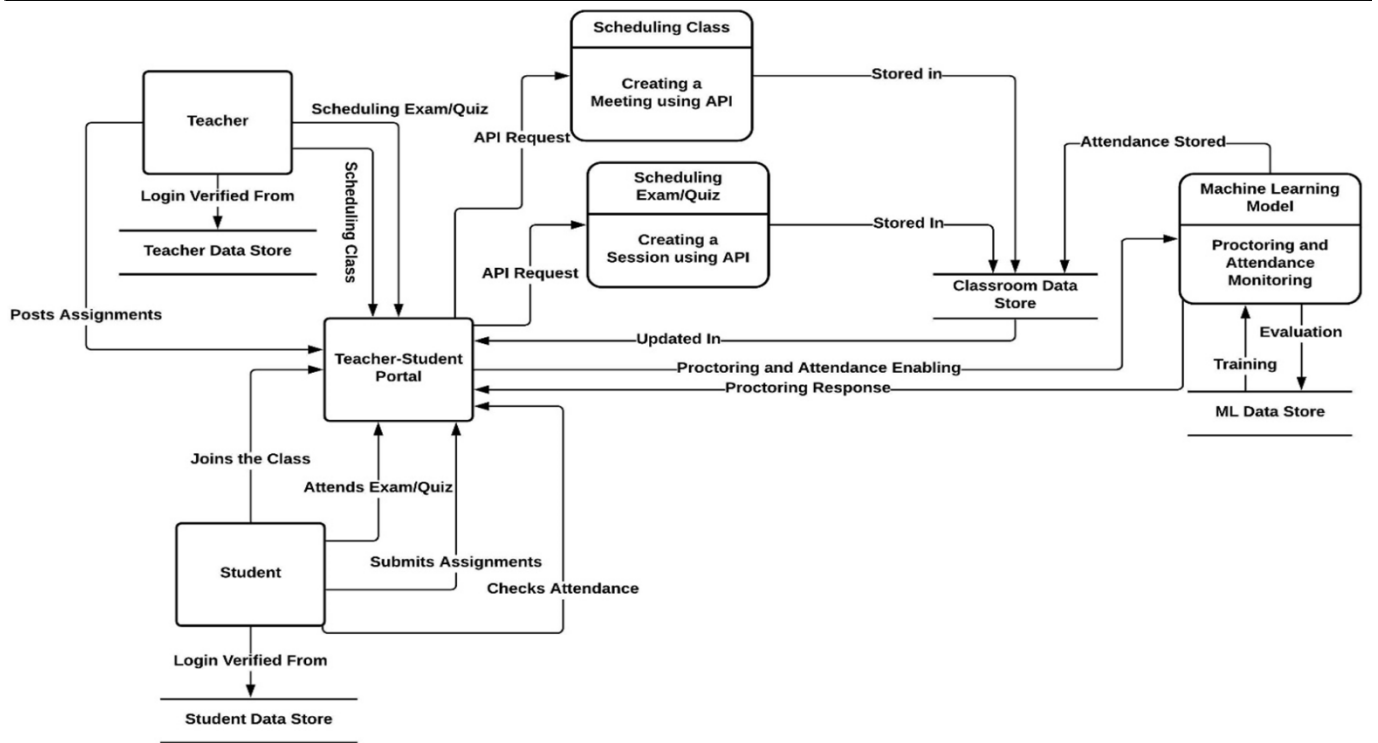 Scheduling Class
Creating a
Meeting using API
Stored in
Teacher
Scheduling Exam/Quiz
API Request
Attendance Stored
Scheduling
Exam/Quiz
Creating a
Session using API
Stored In
Machine Learning
Model
Proctoring and
Attendance
Monitoring
Login Verified From
Teacher Data Store
Scheduling Class
API Request
Classroom Data
Store
Posts Assignments
Teacher-Student
Portal
Updated In
Proctoring and Attendance Enabling
Proctoring Response
Evaluation
Training
ML Data Store
Joins the Class
Attends Exam/Quiz
Student
Submits Assignments
Checks Attendance
Login Verified From
Student Data Store